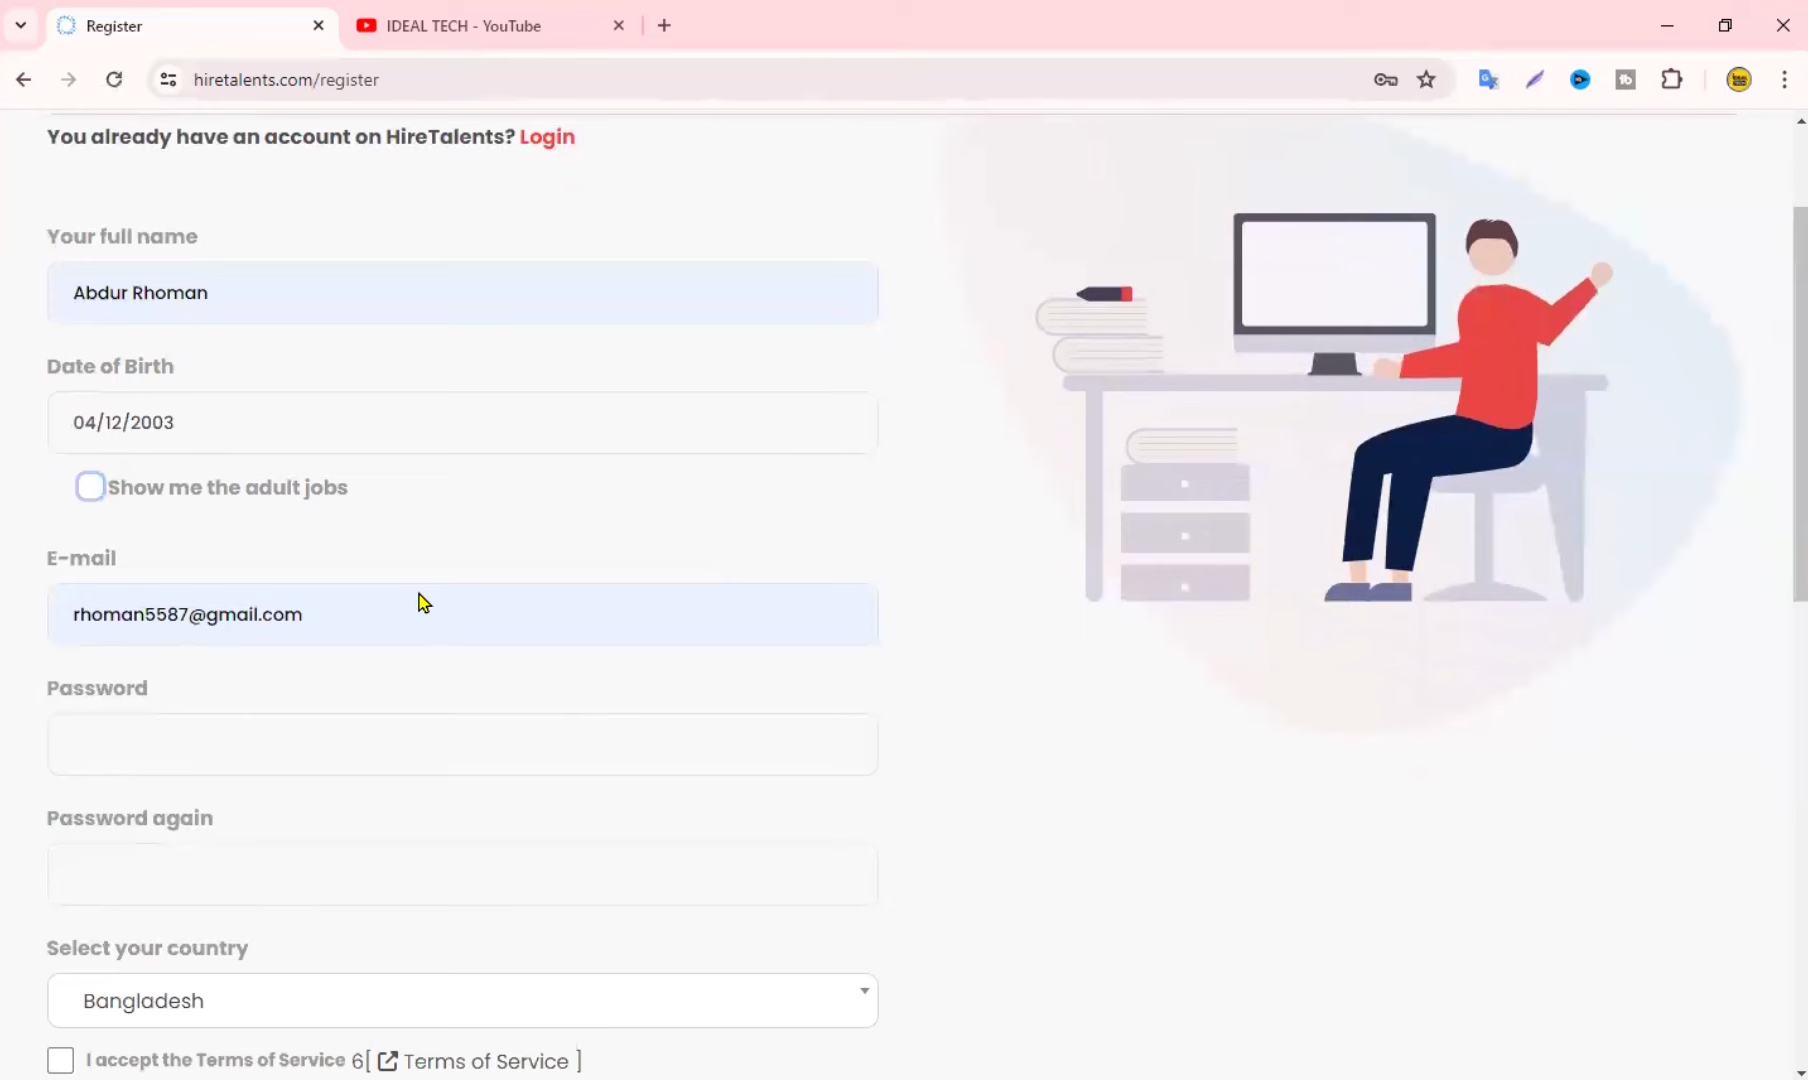 Register
IDEAL TECH - YouTube
hiretalents.com/register
You already have an account on HireTalents? Login
Your full name
Abdur Rhoman
Date of Birth
04/12/2003
Show me the adult jobs
E-mail
rhoman5587@gmail.com
Password
Password again
Select your country
Bangladesh
I accept the Terms of Service 6[ Terms of Service ]